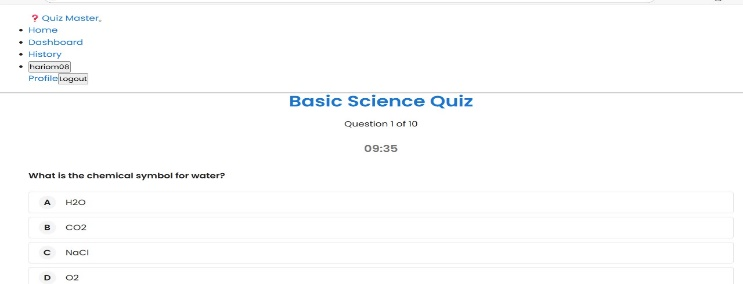 ❓ Quiz Master,
Home
Dashboard
History
hariom08
Profile Logout
Basic Science Quiz
Question 1 of 10
09:35
What is the chemical symbol for water?
A H2O
B CO2
C NaCl
D O2